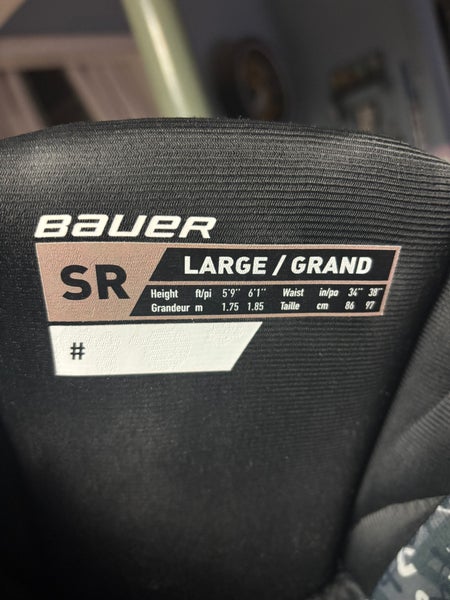 BAUER
SR
LARGE / GRAND
Height ft/pi 5'9" 6'1" Waist in/po 34" 38"
Grandeur m 1.75 1.85 Taille cm 86 97
#